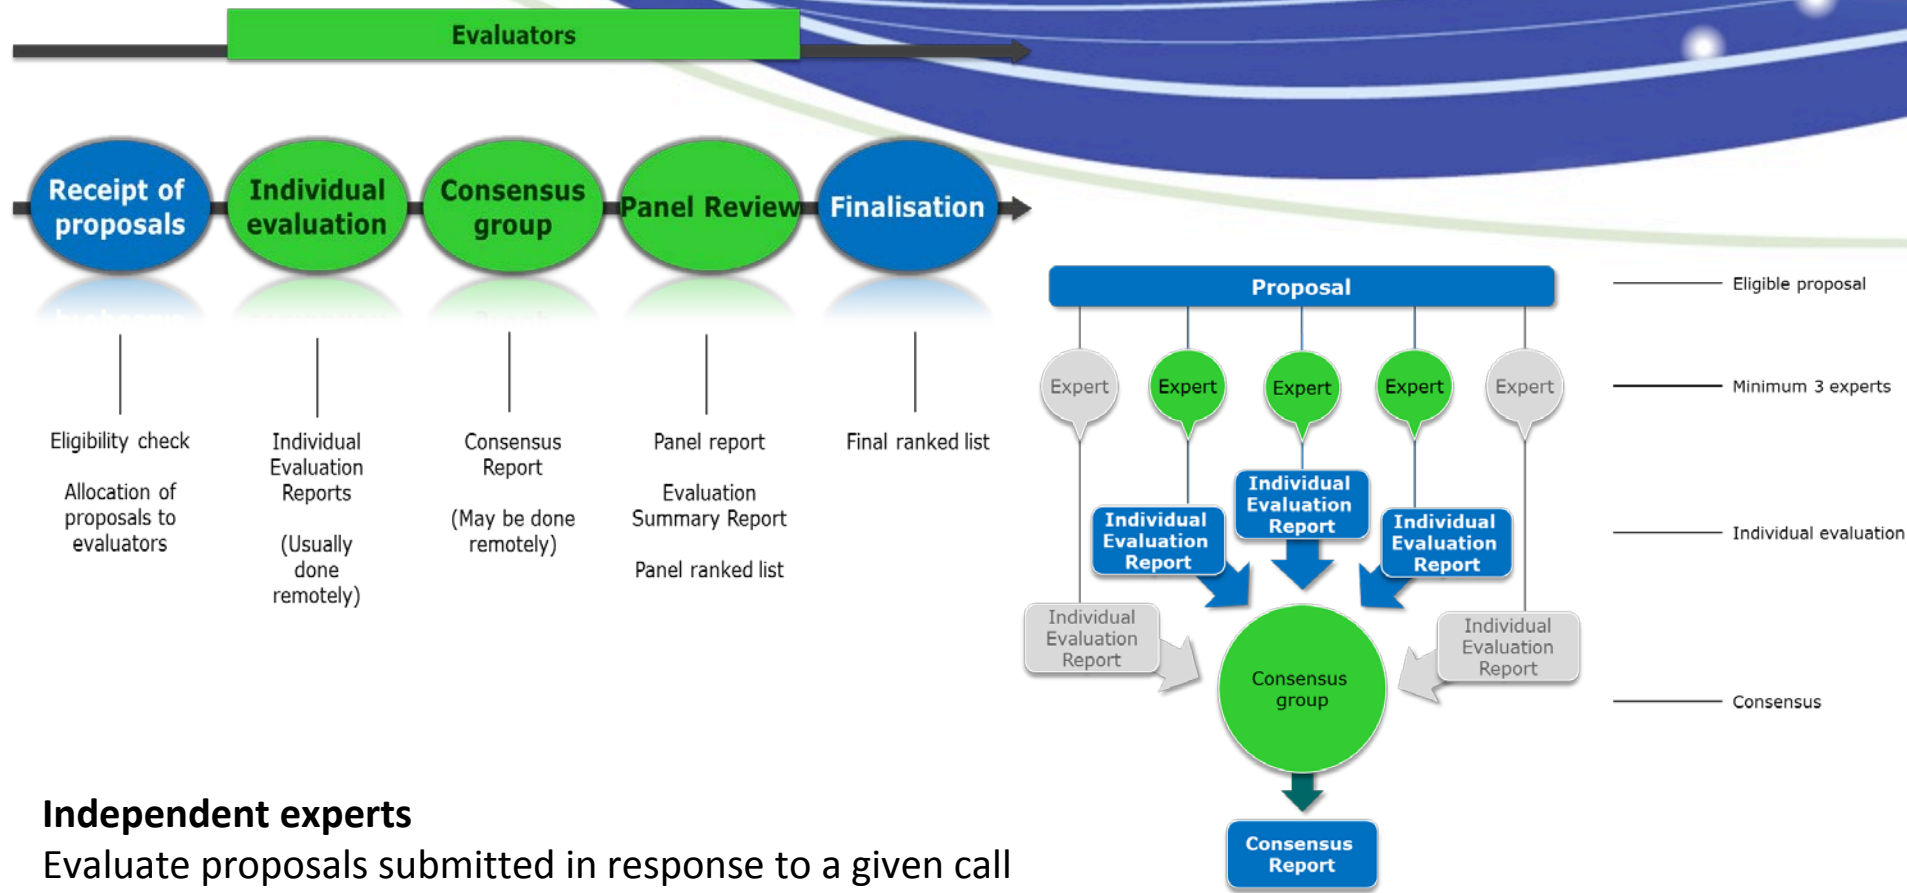 Evaluators
Receipt of
proposals
Individual
evaluation
Consensus
group
Panel Review
Finalisation
Eligibility check
Allocation of
proposals to
evaluators
Individual
Evaluation
Reports
(Usually
done
remotely)
Consensus
Report
(May be done
remotely)
Panel report
Evaluation
Summary Report
Panel ranked list
Final ranked list
Proposal
Eligible proposal
Expert
Expert
Expert
Expert
Expert
Minimum 3 experts
Individual
Evaluation
Report
Individual
Evaluation
Report
Individual
Evaluation
Report
Individual evaluation
Individual
Evaluation
Report
Individual
Evaluation
Report
Consensus
group
Consensus
Consensus
Report
Independent experts
Evaluate proposals submitted in response to a given call